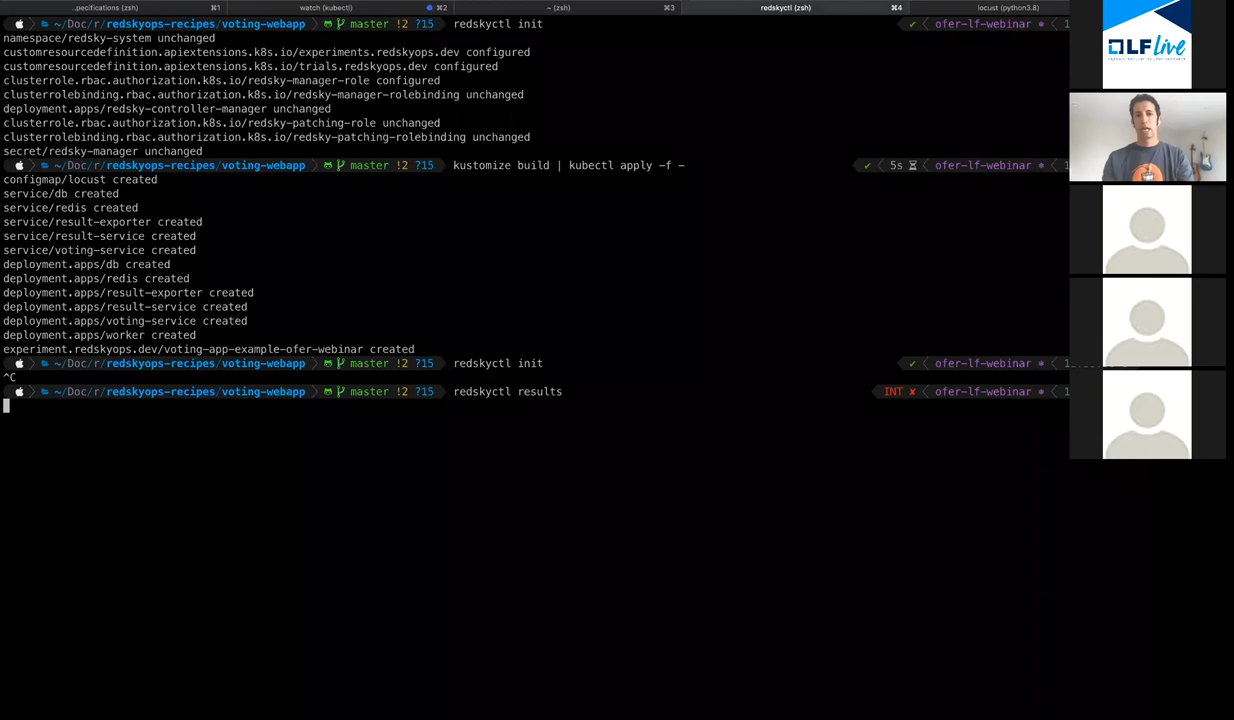 ..pecifications (zsh) ⌘1 watch (kubectl) ⌘2 ~ (zsh) ⌘3 redskyctl (zsh) ⌘4 locust (python3.8)
~/Doc/r/redskyops-recipes/voting-webapp master !2 ?15 redskyctl init ✔ ofer-lf-webinar ⎈ 1
namespace/redsky-system unchanged
customresourcedefinition.apiextensions.k8s.io/experiments.redskyops.dev configured
customresourcedefinition.apiextensions.k8s.io/trials.redskyops.dev configured
clusterrole.rbac.authorization.k8s.io/redsky-manager-role configured
clusterrolebinding.rbac.authorization.k8s.io/redsky-manager-rolebinding unchanged
deployment.apps/redsky-controller-manager unchanged
clusterrole.rbac.authorization.k8s.io/redsky-patching-role unchanged
clusterrolebinding.rbac.authorization.k8s.io/redsky-patching-rolebinding unchanged
secret/redsky-manager unchanged
~/Doc/r/redskyops-recipes/voting-webapp master !2 ?15 kustomize build | kubectl apply -f - ✔ 5s ofer-lf-webinar ⎈ 1
configmap/locust created
service/db created
service/redis created
service/result-exporter created
service/result-service created
service/voting-service created
deployment.apps/db created
deployment.apps/redis created
deployment.apps/result-exporter created
deployment.apps/result-service created
deployment.apps/voting-service created
deployment.apps/worker created
experiment.redskyops.dev/voting-app-example-ofer-webinar created
~/Doc/r/redskyops-recipes/voting-webapp master !2 ?15 redskyctl init ✔ ofer-lf-webinar ⎈ 1
^C
~/Doc/r/redskyops-recipes/voting-webapp master !2 ?15 redskyctl results INT ✘ ofer-lf-webinar ⎈ 1
LF Live